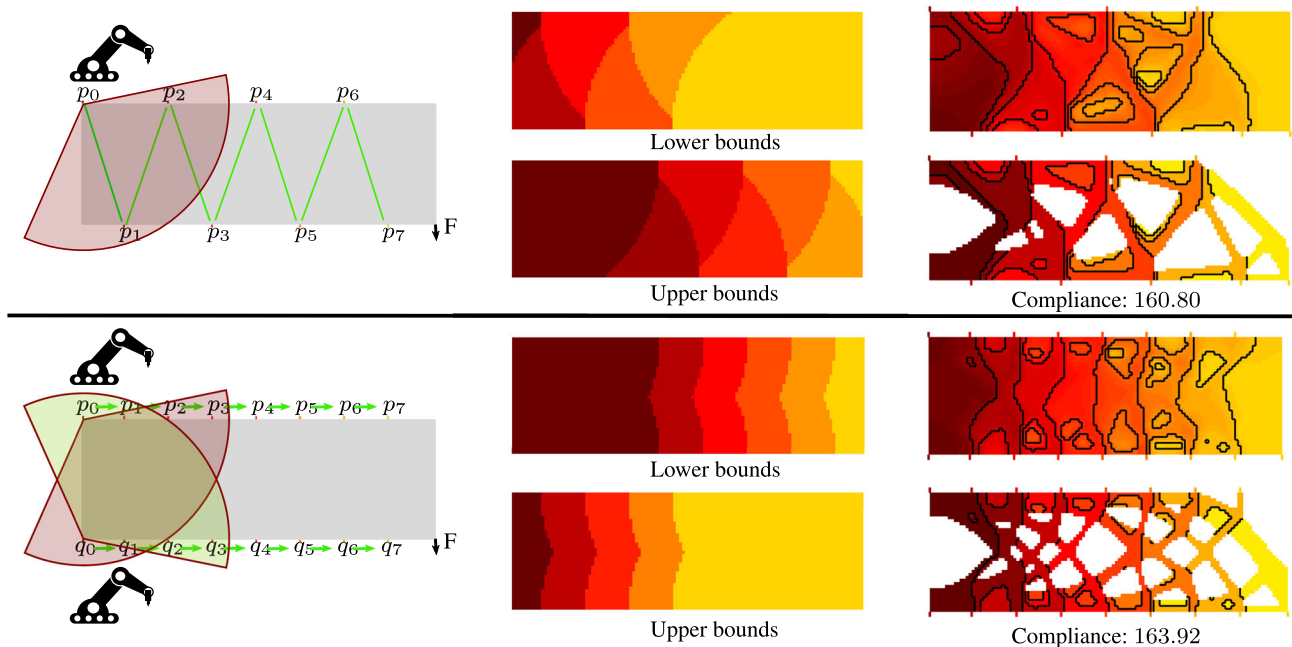 p0 p2 p4 p6
p1 p3 p5 p7
F
Lower bounds
Upper bounds
Compliance: 160.80
p0 p1 p2 p3 p4 p5 p6 p7
q0 q1 q2 q3 q4 q5 q6 q7
F
Lower bounds
Upper bounds
Compliance: 163.92